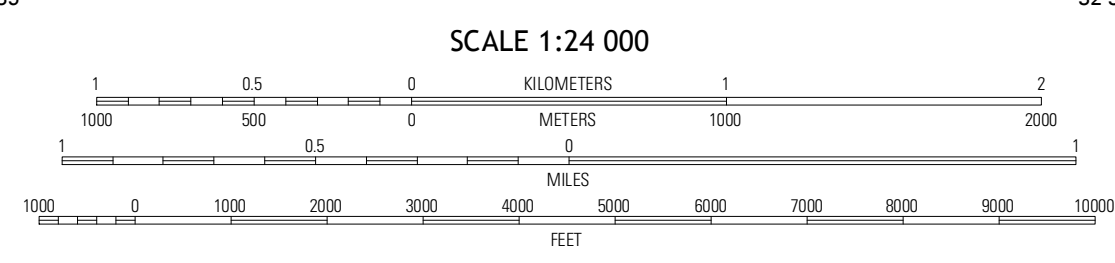 SCALE 1:24 000
1 0.5 0 KILOMETERS 1 2
1000 500 0 METERS 1000 2000
1 0.5 0 1
MILES
1000 0 1000 2000 3000 4000 5000 6000 7000 8000 9000 10000
FEET